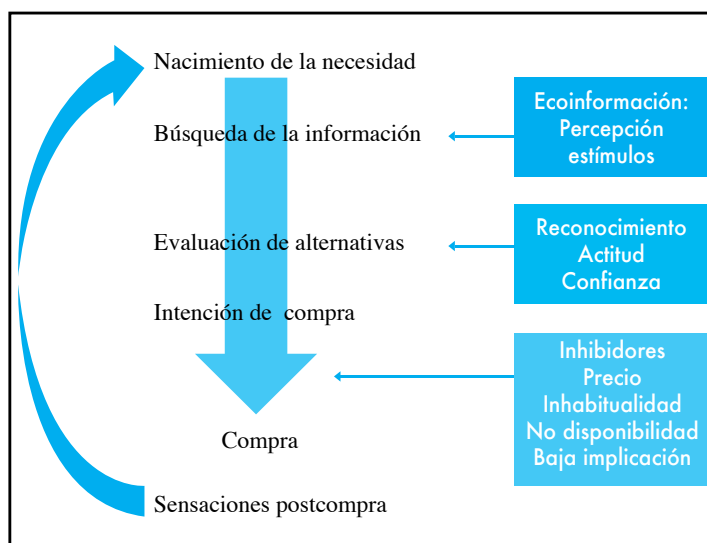 Nacimiento de la necesidad
Búsqueda de la información
Ecoinformación:
Percepción
estímulos
Evaluación de alternativas
Reconocimiento
Actitud
Confianza
Intención de compra
Inhibidores
Precio
Inhabitualidad
No disponibilidad
Baja implicación
Compra
Sensaciones postcompra